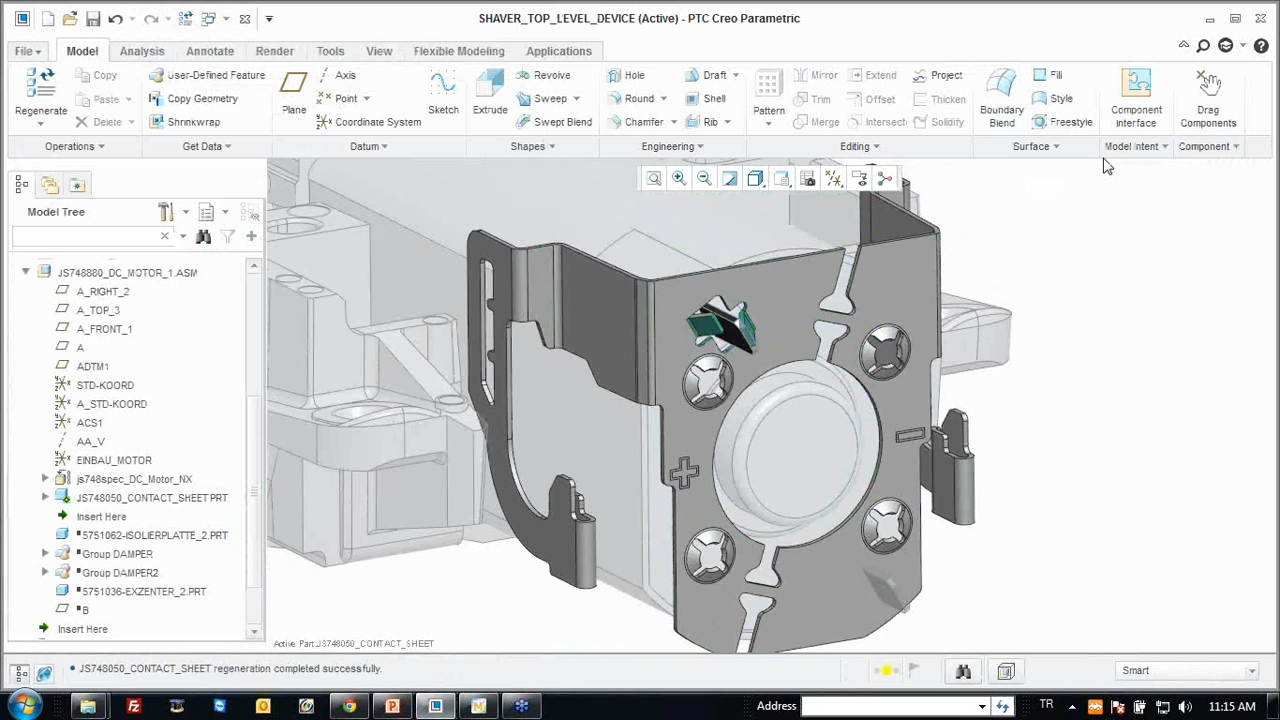 SHAVER_TOP_LEVEL_DEVICE (Active) - PTC Creo Parametric
File Model Analysis Annotate Render Tools View Flexible Modeling Applications
Regenerate Copy Paste Delete
User-Defined Feature Copy Geometry Shrinkwrap
Plane Axis Point Coordinate System Sketch
Extrude Revolve Sweep Swept Blend
Hole Round Chamfer Draft Shell Rib
Pattern Mirror Trim Merge Extend Offset Intersect Project Thicken Solidify
Boundary Blend Fill Style Freestyle
Component Interface
Drag Components
Operations Get Data Datum Shapes Engineering Editing Surface Model Intent Component
Model Tree
JS748880_DC_MOTOR_1.ASM
A_RIGHT_2
A_TOP_3
A_FRONT_1
A
ADTM1
STD-KOORD
A_STD-KOORD
ACS1
AA_V
EINBAU_MOTOR
js748spec_DC_Motor_NX
JS748050_CONTACT_SHEET.PRT
Insert Here
5751062-ISOLIERPLATTE_2.PRT
Group DAMPER
Group DAMPER2
5751036-EXZENTER_2.PRT
B
Insert Here
Active Part:JS748050_CONTACT_SHEET
JS748050_CONTACT_SHEET regeneration completed successfully.
Smart
Address
TR
11:15 AM